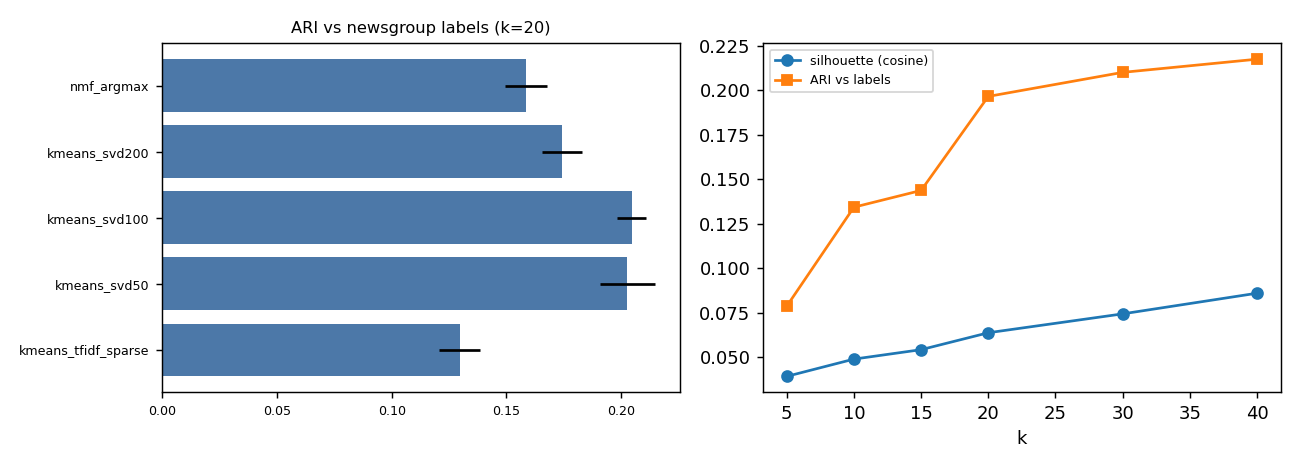 ARI vs newsgroup labels (k=20)
nmf_argmax
kmeans_svd200
kmeans_svd100
kmeans_svd50
kmeans_tfidf_sparse
0.00 0.05 0.10 0.15 0.20
silhouette (cosine)
ARI vs labels
0.225
0.200
0.175
0.150
0.125
0.100
0.075
0.050
5 10 15 20 25 30 35 40
k